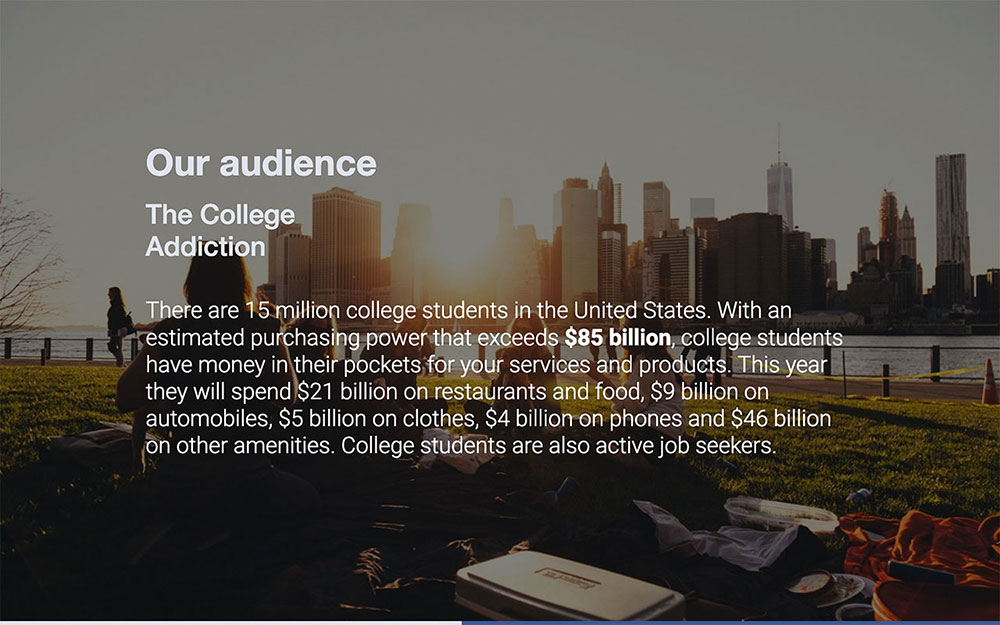 Our audience
The College
Addiction
There are 15 million college students in the United States. With an
estimated purchasing power that exceeds $85 billion, college students
have money in their pockets for your services and products. This year
they will spend $21 billion on restaurants and food, $9 billion on
automobiles, $5 billion on clothes, $4 billion on phones and $46 billion
on other amenities. College students are also active job seekers.